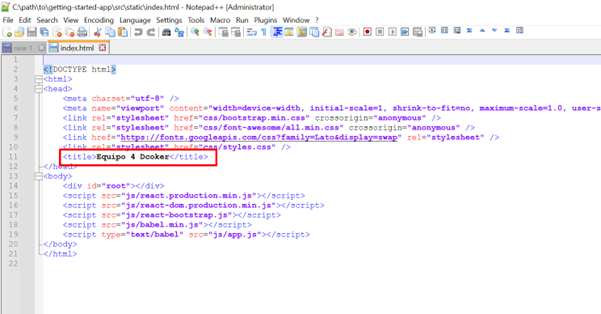 C:\path\to\getting-started-app\src\static\index.html - Notepad++ [Administrator]
File Edit Search View Encoding Language Settings Tools Macro Run Plugins Window ?
new 1 index.html
1
2 <!DOCTYPE html>
3 <html>
4 <head>
5 <meta charset="utf-8" />
6 <meta name="viewport" content="width=device-width, initial-scale=1, shrink-to-fit=no, maximum-scale=1.0, user-s
7 <link rel="stylesheet" href="css/bootstrap.min.css" crossorigin="anonymous" />
8 <link rel="stylesheet" href="css/font-awesome/all.min.css" crossorigin="anonymous" />
9 <link href="https://fonts.googleapis.com/css?family=Lato&display=swap" rel="stylesheet" />
10 <link rel="stylesheet" href="css/styles.css" />
11 <title>Equipo 4 Dcoker</title>
12 </head>
13 <body>
14 <div id="root"></div>
15 <script src="js/react.production.min.js"></script>
16 <script src="js/react-dom.production.min.js"></script>
17 <script src="js/react-bootstrap.js"></script>
18 <script src="js/babel.min.js"></script>
19 <script type="text/babel" src="js/app.js"></script>
20 </body>
21 </html>
22